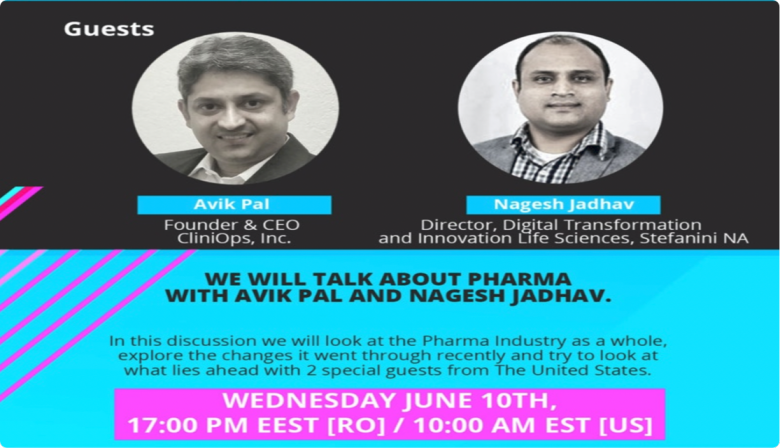 Guests
Avik Pal
Founder & CEO
CliniOps, Inc.
Nagesh Jadhav
Director, Digital Transformation
and Innovation Life Sciences, Stefanini NA
WE WILL TALK ABOUT PHARMA
WITH AVIK PAL AND NAGESH JADHAV.
In this discussion we will look at the Pharma Industry as a whole,
explore the changes it went through recently and try to look at
what lies ahead with 2 special guests from The United States.
WEDNESDAY JUNE 10TH,
17:00 PM EEST [RO] / 10:00 AM EST [US]